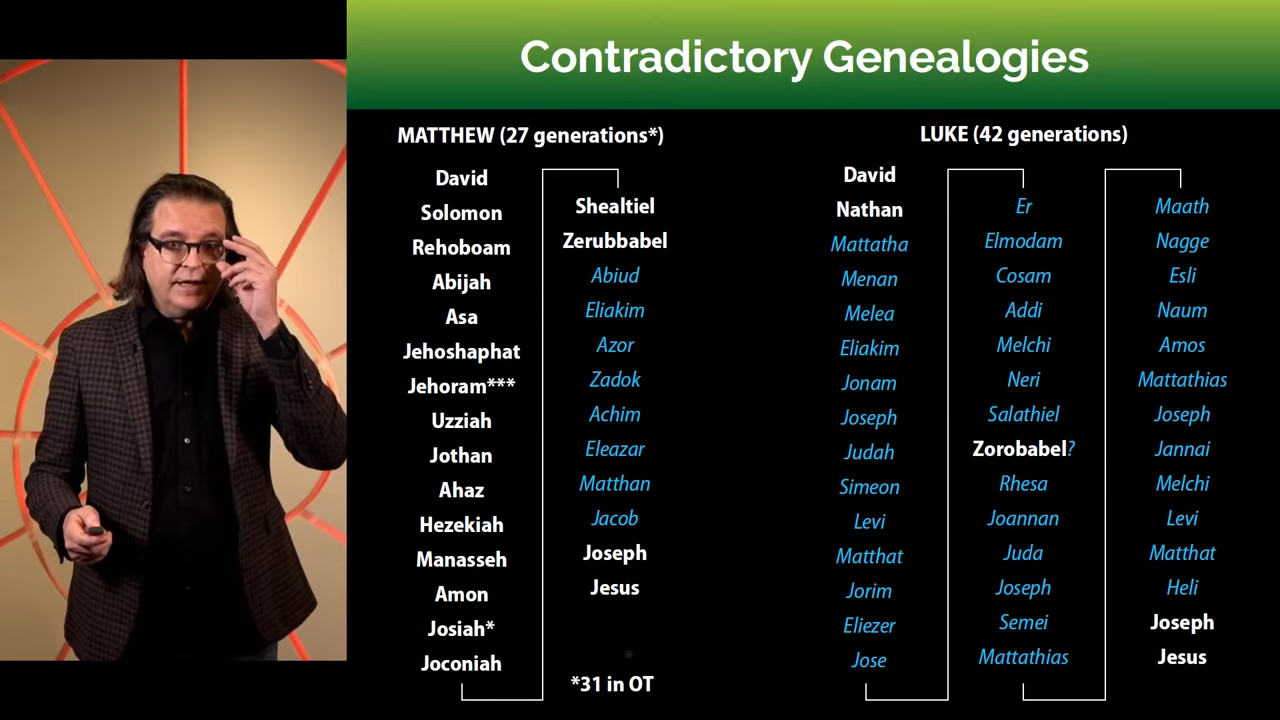 Contradictory Genealogies
MATTHEW (27 generations*)
David
Solomon
Rehoboam
Abijah
Asa
Jehoshaphat
Jehoram***
Uzziah
Jothan
Ahaz
Hezekiah
Manasseh
Amon
Josiah*
Joconiah
Shealtiel
Zerubbabel
Abiud
Eliakim
Azor
Zadok
Achim
Eleazar
Matthan
Jacob
Joseph
Jesus
*
*31 in OT
LUKE (42 generations)
David
Nathan
Mattatha
Menan
Melea
Eliakim
Jonam
Joseph
Judah
Simeon
Levi
Matthat
Jorim
Eliezer
Jose
Er
Elmodam
Cosam
Addi
Melchi
Neri
Salathiel
Zorobabel?
Rhesa
Joannan
Juda
Joseph
Semei
Mattathias
Maath
Nagge
Esli
Naum
Amos
Mattathias
Joseph
Jannai
Melchi
Levi
Matthat
Heli
Joseph
Jesus